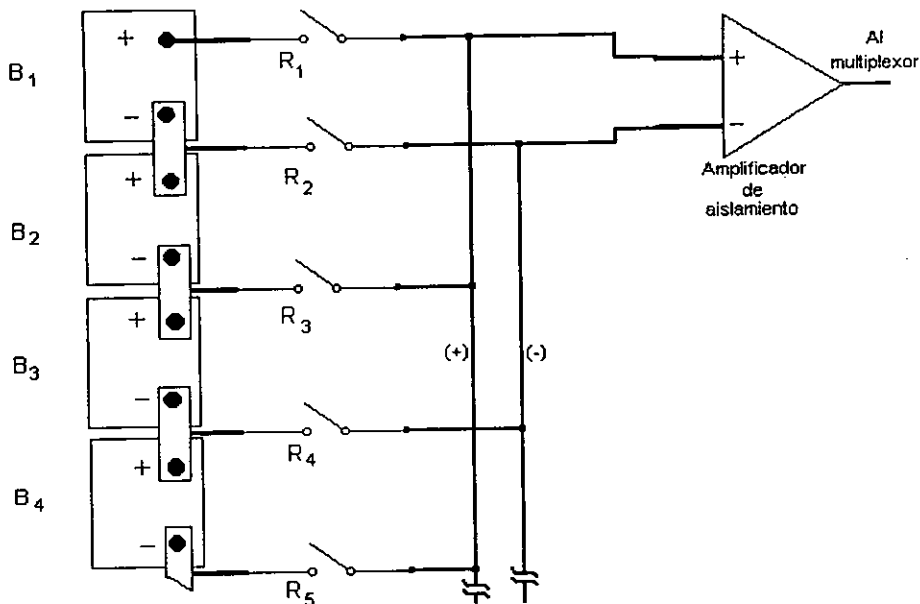 B1
+
-
R1
B2
+
-
R2
B3
+
-
R3
B4
+
-
R4
R5
(+)
(-)
+
-
Al
multiplexor
Amplificador
de
aislamiento